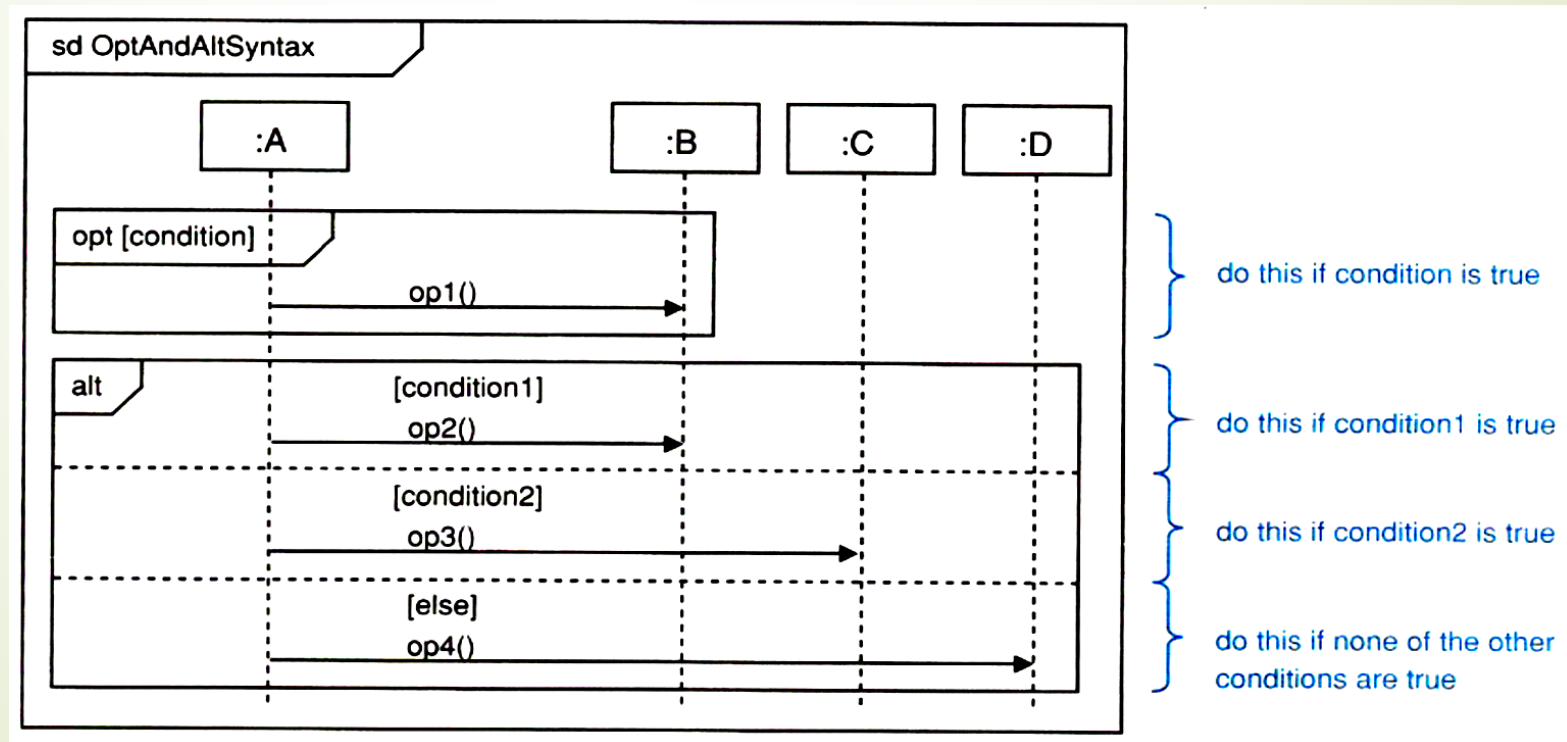 sd OptAndAltSyntax
:A
:B
:C
:D
opt [condition]
op1()
do this if condition is true
alt
[condition1]
op2()
do this if condition1 is true
[condition2]
op3()
do this if condition2 is true
[else]
op4()
do this if none of the other
conditions are true